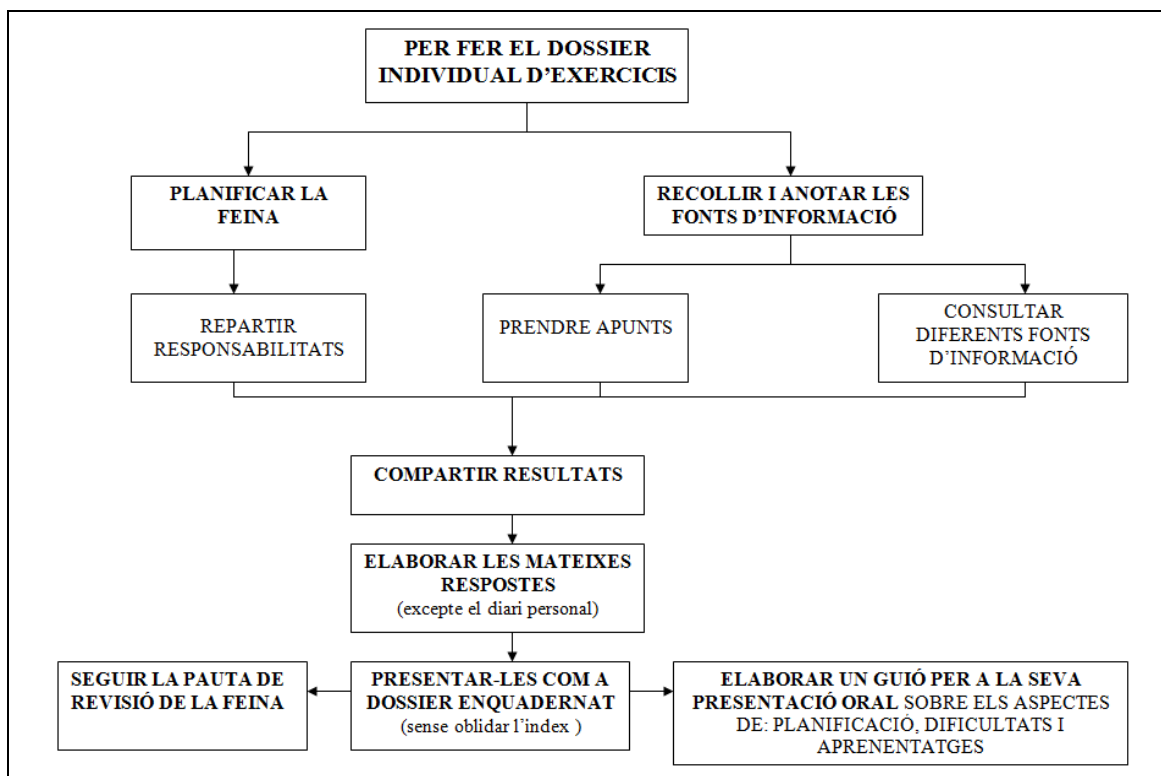 PER FER EL DOSSIER
INDIVIDUAL D’EXERCICIS
PLANIFICAR LA
FEINA
RECOLLIR I ANOTAR LES
FONTS D’INFORMACIÓ
REPARTIR
RESPONSABILITATS
PRENDRE APUNTS
CONSULTAR
DIFERENTS FONTS
D’INFORMACIÓ
COMPARTIR RESULTATS
ELABORAR LES MATEIXES
RESPOSTES
(excepte el diari personal)
SEGUIR LA PAUTA DE
REVISIÓ DE LA FEINA
PRESENTAR-LES COM A
DOSSIER ENQUADERNAT
(sense oblidar l’índex )
ELABORAR UN GUIÓ PER A LA SEVA
PRESENTACIÓ ORAL SOBRE ELS ASPECTES
DE: PLANIFICACIÓ, DIFICULTATS I
APRENENTATGES